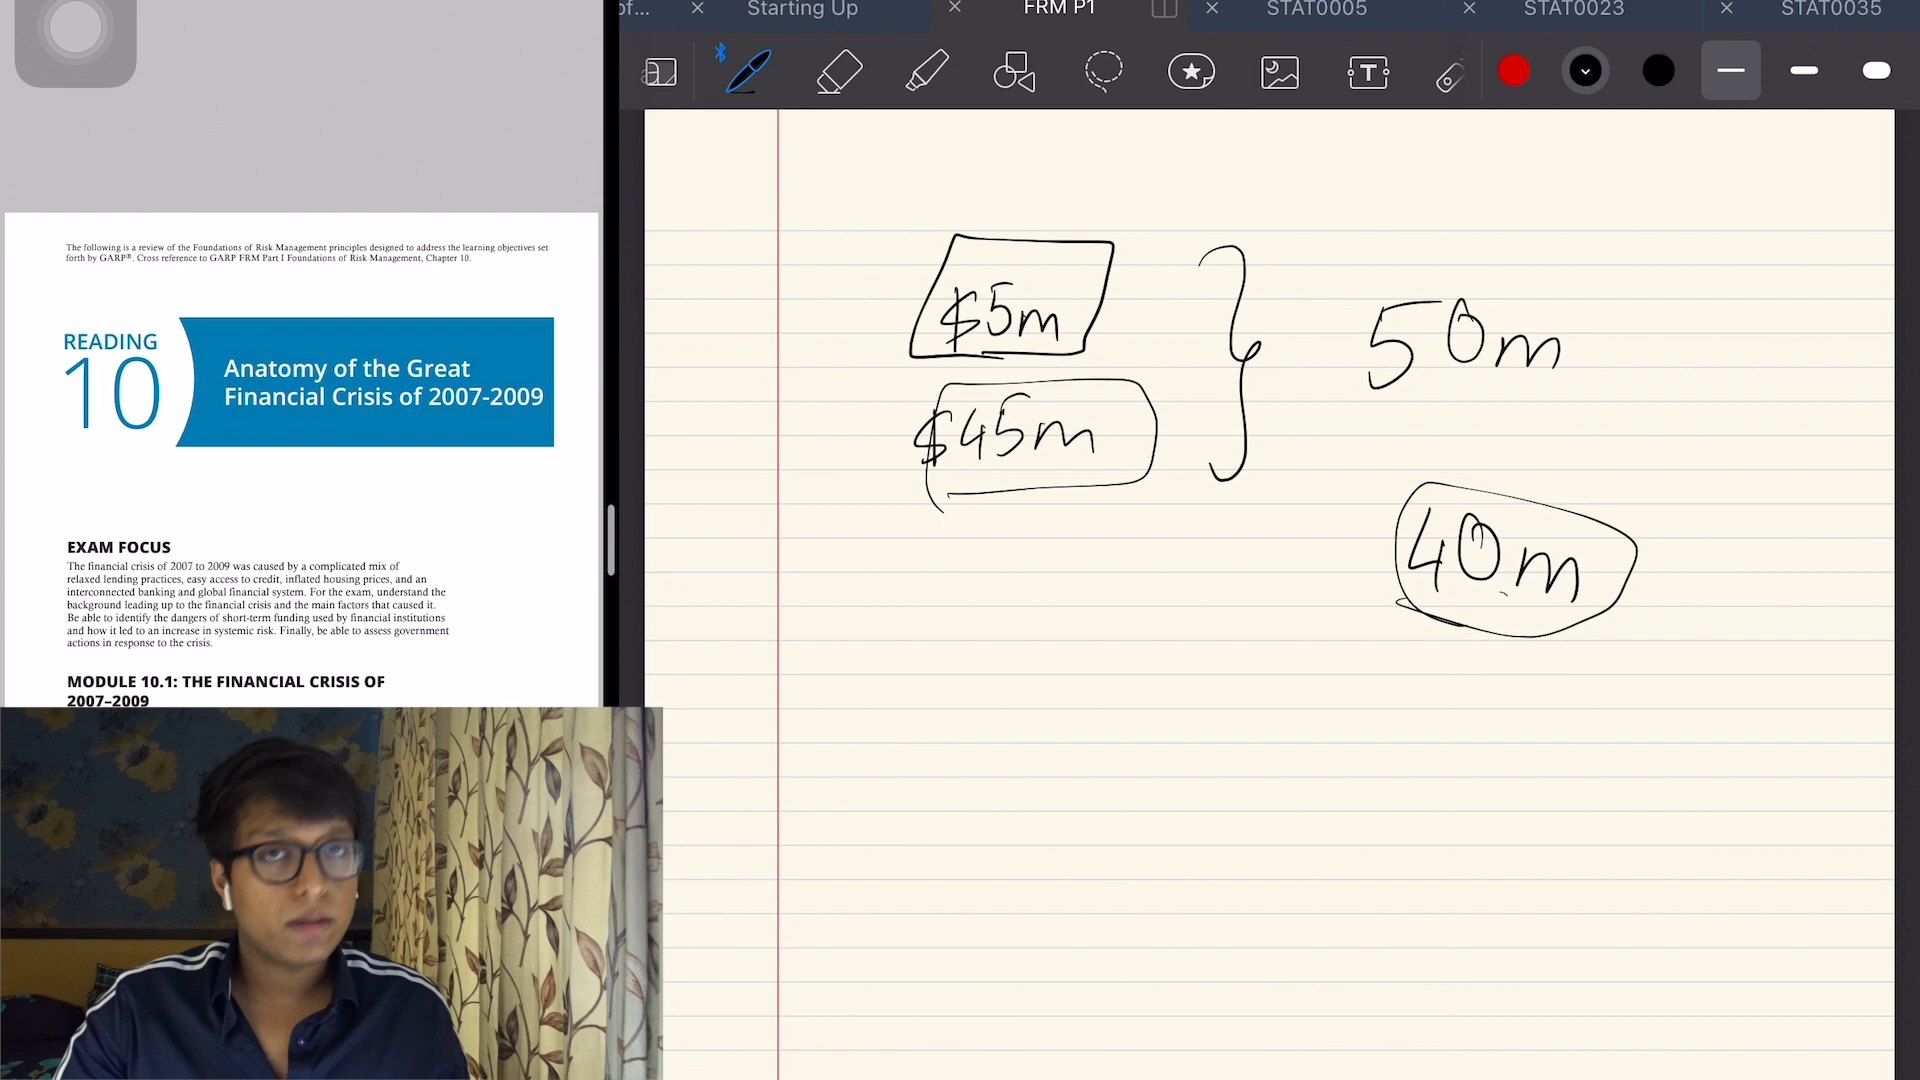 of...
Starting Up
FRM P1
STAT0005
STAT0023
STAT0035
T
The following is a review of the Foundations of Risk Management principles designed to address the learning objectives set
forth by GARP®. Cross reference to GARP FRM Part I Foundations of Risk Management, Chapter 10.
READING
10
Anatomy of the Great
Financial Crisis of 2007-2009
EXAM FOCUS
The financial crisis of 2007 to 2009 was caused by a complicated mix of
relaxed lending practices, easy access to credit, inflated housing prices, and an
interconnected banking and global financial system. For the exam, understand the
background leading up to the financial crisis and the main factors that caused it.
Be able to identify the dangers of short-term funding used by financial institutions
and how it led to an increase in systemic risk. Finally, be able to assess government
actions in response to the crisis.
MODULE 10.1: THE FINANCIAL CRISIS OF
2007–2009
$5m
$45m
50m
40m